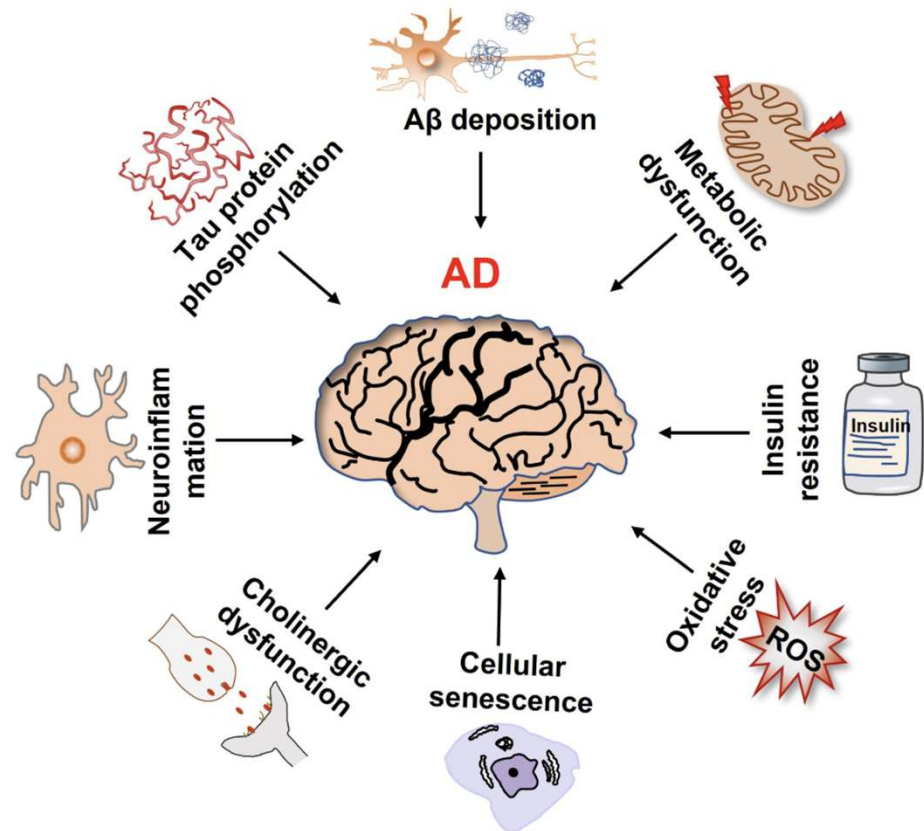 Aβ deposition
Metabolic
dysfunction
Insulin
resistance
Insulin
Oxidative
stress
ROS
Cellular
senescence
Cholinergic
dysfunction
Neuroinflam
mation
Tau protein
phosphorylation
AD